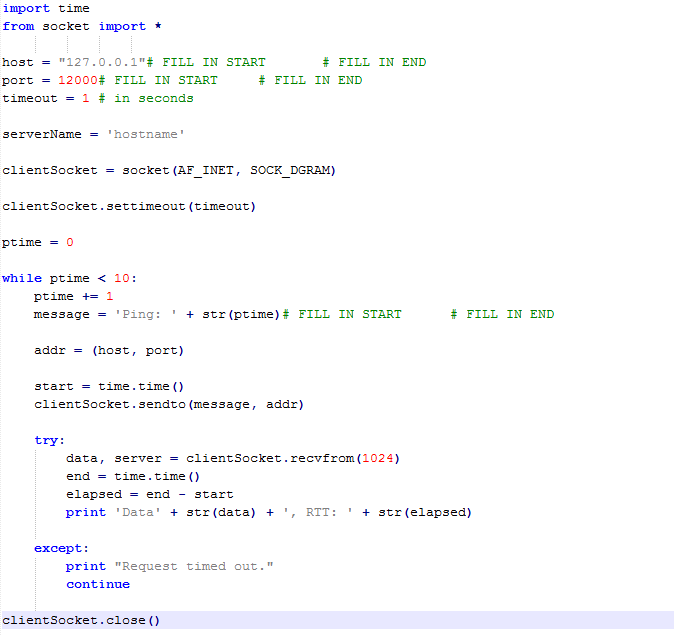 import time
from socket import *
host = "127.0.0.1"# FILL IN START       # FILL IN END
port = 12000# FILL IN START     # FILL IN END
timeout = 1 # in seconds
serverName = 'hostname'
clientSocket = socket(AF_INET, SOCK_DGRAM)
clientSocket.settimeout(timeout)
ptime = 0
while ptime < 10:
    ptime += 1
    message = 'Ping: ' + str(ptime)# FILL IN START      # FILL IN END
    addr = (host, port)
    start = time.time()
    clientSocket.sendto(message, addr)
    try:
        data, server = clientSocket.recvfrom(1024)
        end = time.time()
        elapsed = end - start
        print 'Data' + str(data) + ', RTT: ' + str(elapsed)
    except:
        print "Request timed out."
        continue
clientSocket.close()